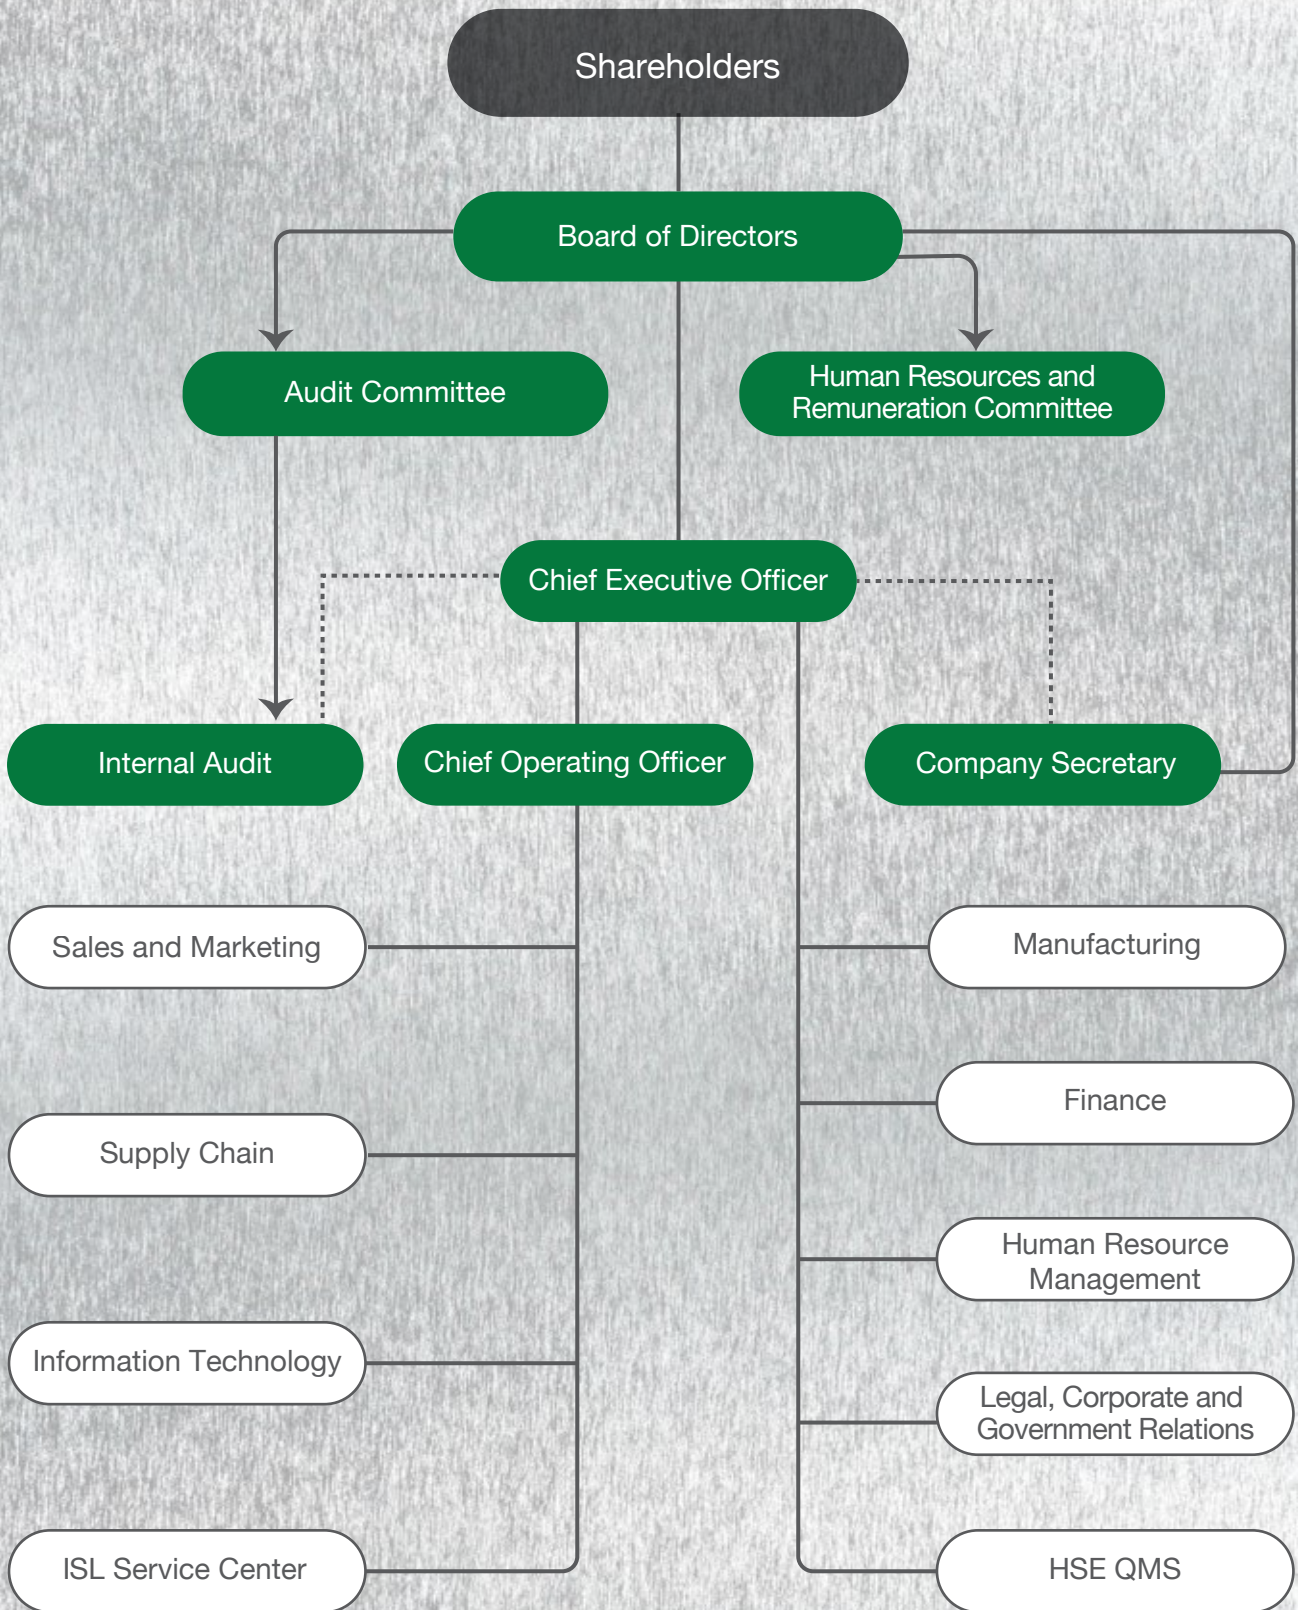 Shareholders
Board of Directors
Audit Committee
Human Resources and
Remuneration Committee
Chief Executive Officer
Internal Audit
Chief Operating Officer
Company Secretary
Sales and Marketing
Manufacturing
Supply Chain
Finance
Human Resource
Management
Information Technology
Legal, Corporate and
Government Relations
ISL Service Center
HSE QMS